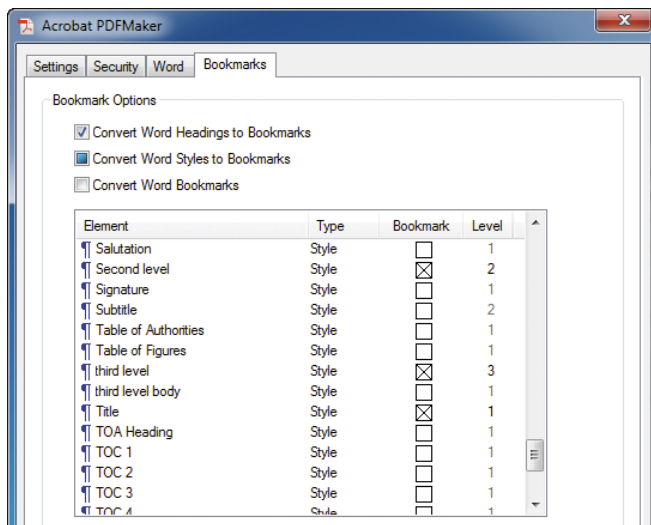 Acrobat PDFMaker
Settings Security Word Bookmarks
Bookmark Options
Convert Word Headings to Bookmarks
Convert Word Styles to Bookmarks
Convert Word Bookmarks
Element Type Bookmark Level
¶ Salutation Style 1
¶ Second level Style 2
¶ Signature Style 1
¶ Subtitle Style 2
¶ Table of Authorities Style 1
¶ Table of Figures Style 1
¶ third level Style 3
¶ third level body Style 1
¶ Title Style 1
¶ TOA Heading Style 1
¶ TOC 1 Style 1
¶ TOC 2 Style 1
¶ TOC 3 Style 1
¶ TOC 4 Style 1